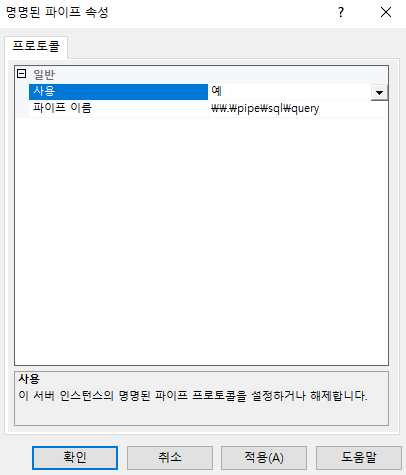 명명된 파이프 속성
프로토콜
일반
사용 예
파이프 이름 ₩₩.₩pipe₩sql₩query
사용
이 서버 인스턴스의 명명된 파이프 프로토콜을 설정하거나 해제합니다.
확인 취소 적용(A) 도움말